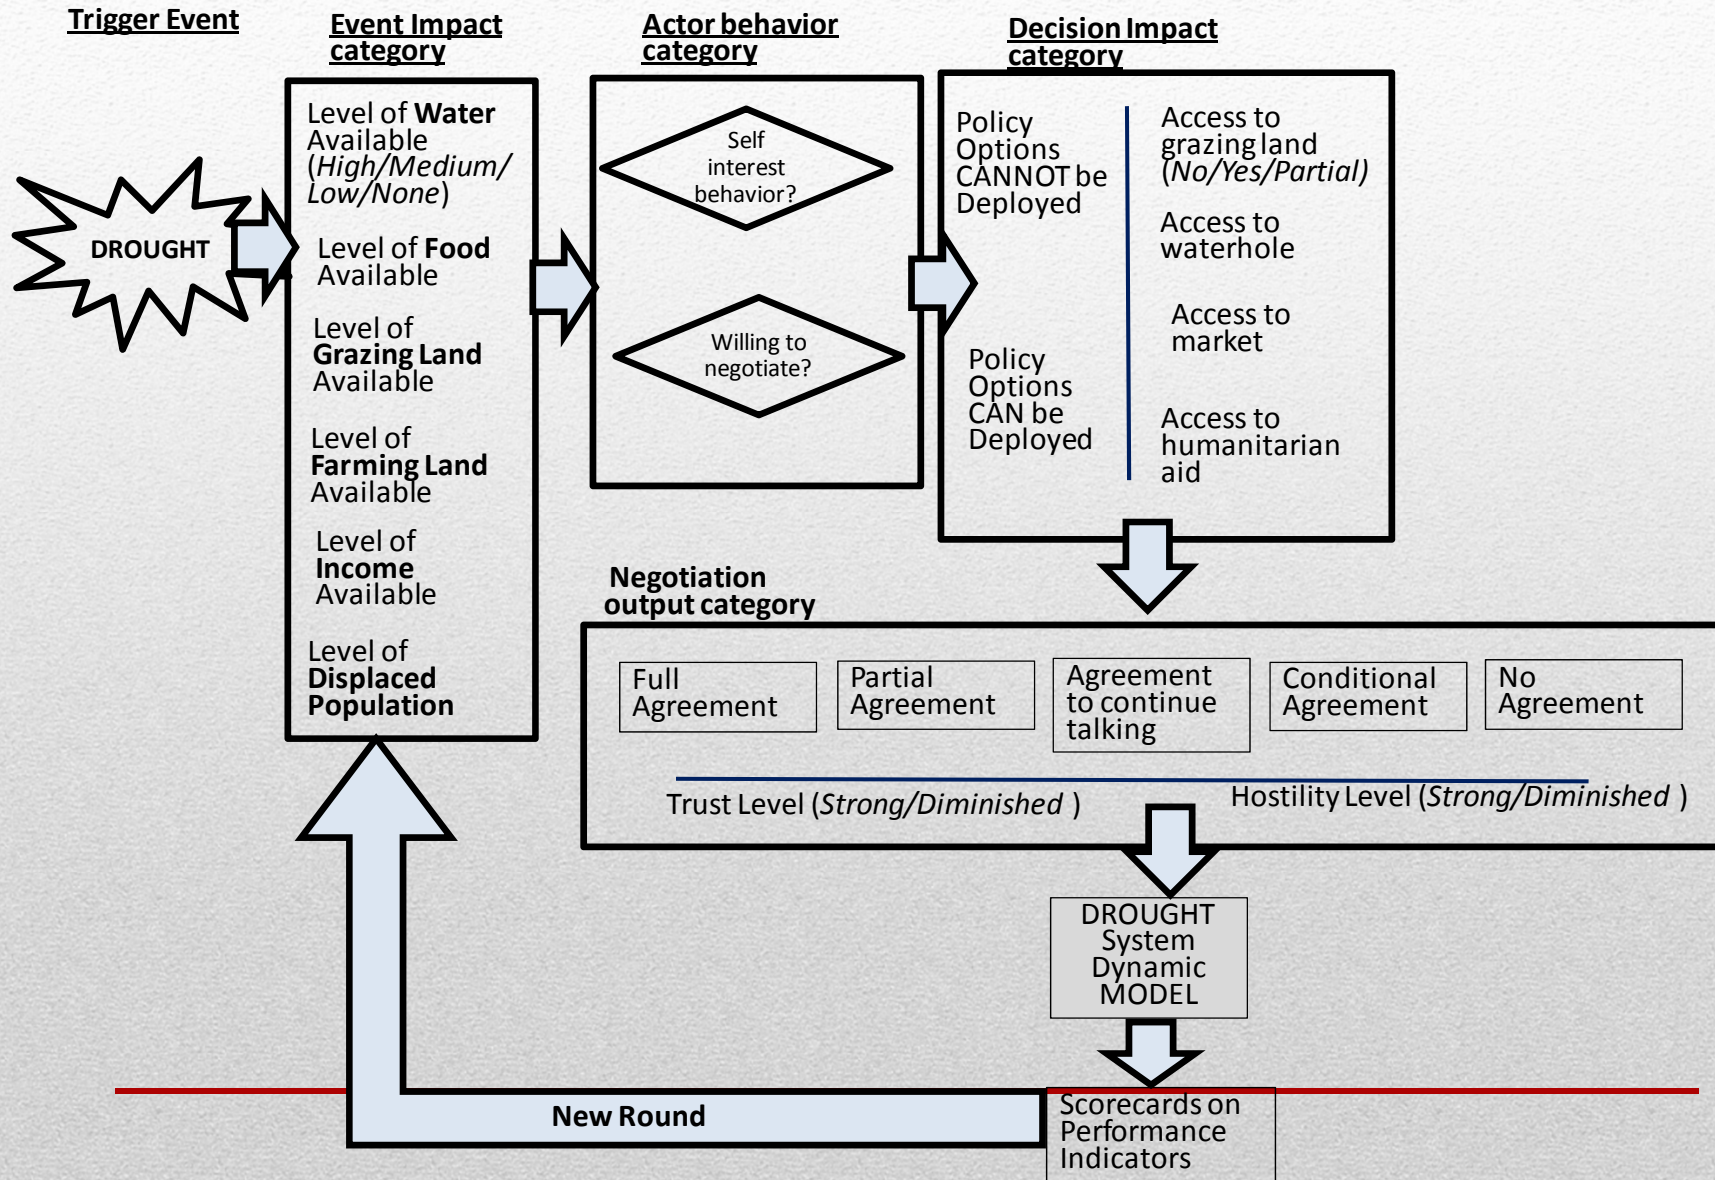 Trigger Event
Event Impact
category
Actor behavior
category
Decision Impact
category
DROUGHT
Level of Water
Available
(High/Medium/
Low/None)
Level of Food
Available
Level of
Grazing Land
Available
Level of
Farming Land
Available
Level of
Income
Available
Level of
Displaced
Population
Self
interest
behavior?
Willing to
negotiate?
Policy
Options
CANNOT be
Deployed
Policy
Options
CAN be
Deployed
Access to
grazing land
(No/Yes/Partial)
Access to
waterhole
Access to
market
Access to
humanitarian
aid
Negotiation
output category
Full
Agreement
Partial
Agreement
Agreement
to continue
talking
Conditional
Agreement
No
Agreement
Trust Level (Strong/Diminished )
Hostility Level (Strong/Diminished )
DROUGHT
System
Dynamic
MODEL
Scorecards on
Performance
Indicators
New Round